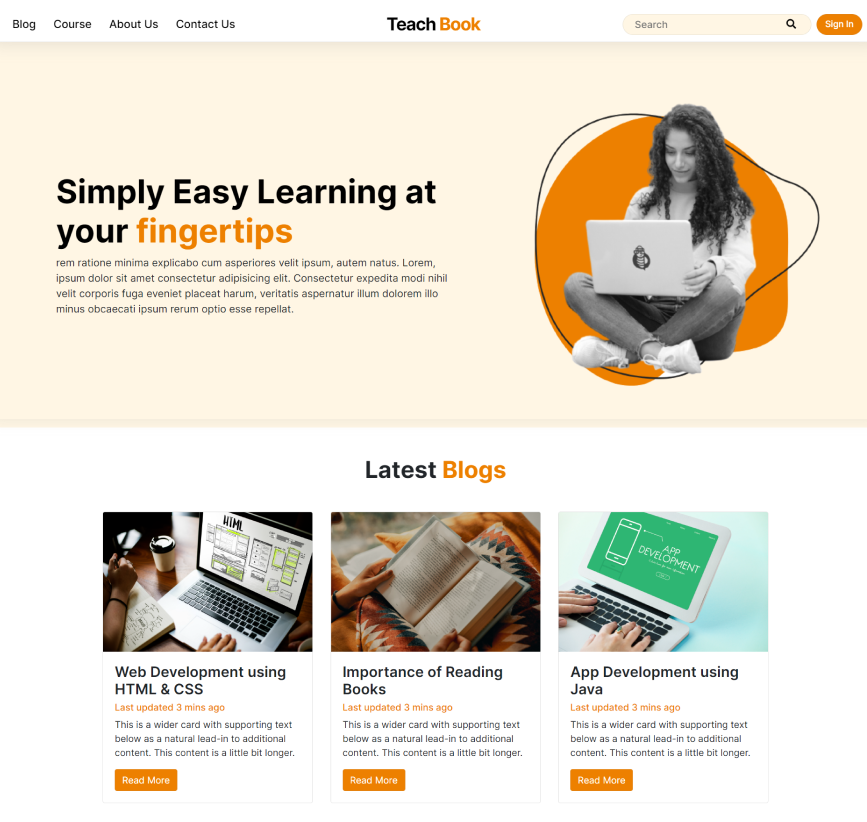 Blog Course About Us Contact Us Teach Book Search Sign In
Simply Easy Learning at
your fingertips
rem ratione minima explicabo cum asperiores velit ipsum, autem natus. Lorem,
ipsum dolor sit amet consectetur adipisicing elit. Consectetur expedita modi nihil
velit corporis fuga eveniet placeat harum, veritatis aspernatur illum dolorem illo
minus obcaecati ipsum rerum optio esse repellat.
Latest Blogs
HTML
APP
DEVELOPMENT
Web Development using
HTML & CSS
Last updated 3 mins ago
This is a wider card with supporting text
below as a natural lead-in to additional
content. This content is a little bit longer.
Read More
Importance of Reading
Books
Last updated 3 mins ago
This is a wider card with supporting text
below as a natural lead-in to additional
content. This content is a little bit longer.
Read More
App Development using
Java
Last updated 3 mins ago
This is a wider card with supporting text
below as a natural lead-in to additional
content. This content is a little bit longer.
Read More